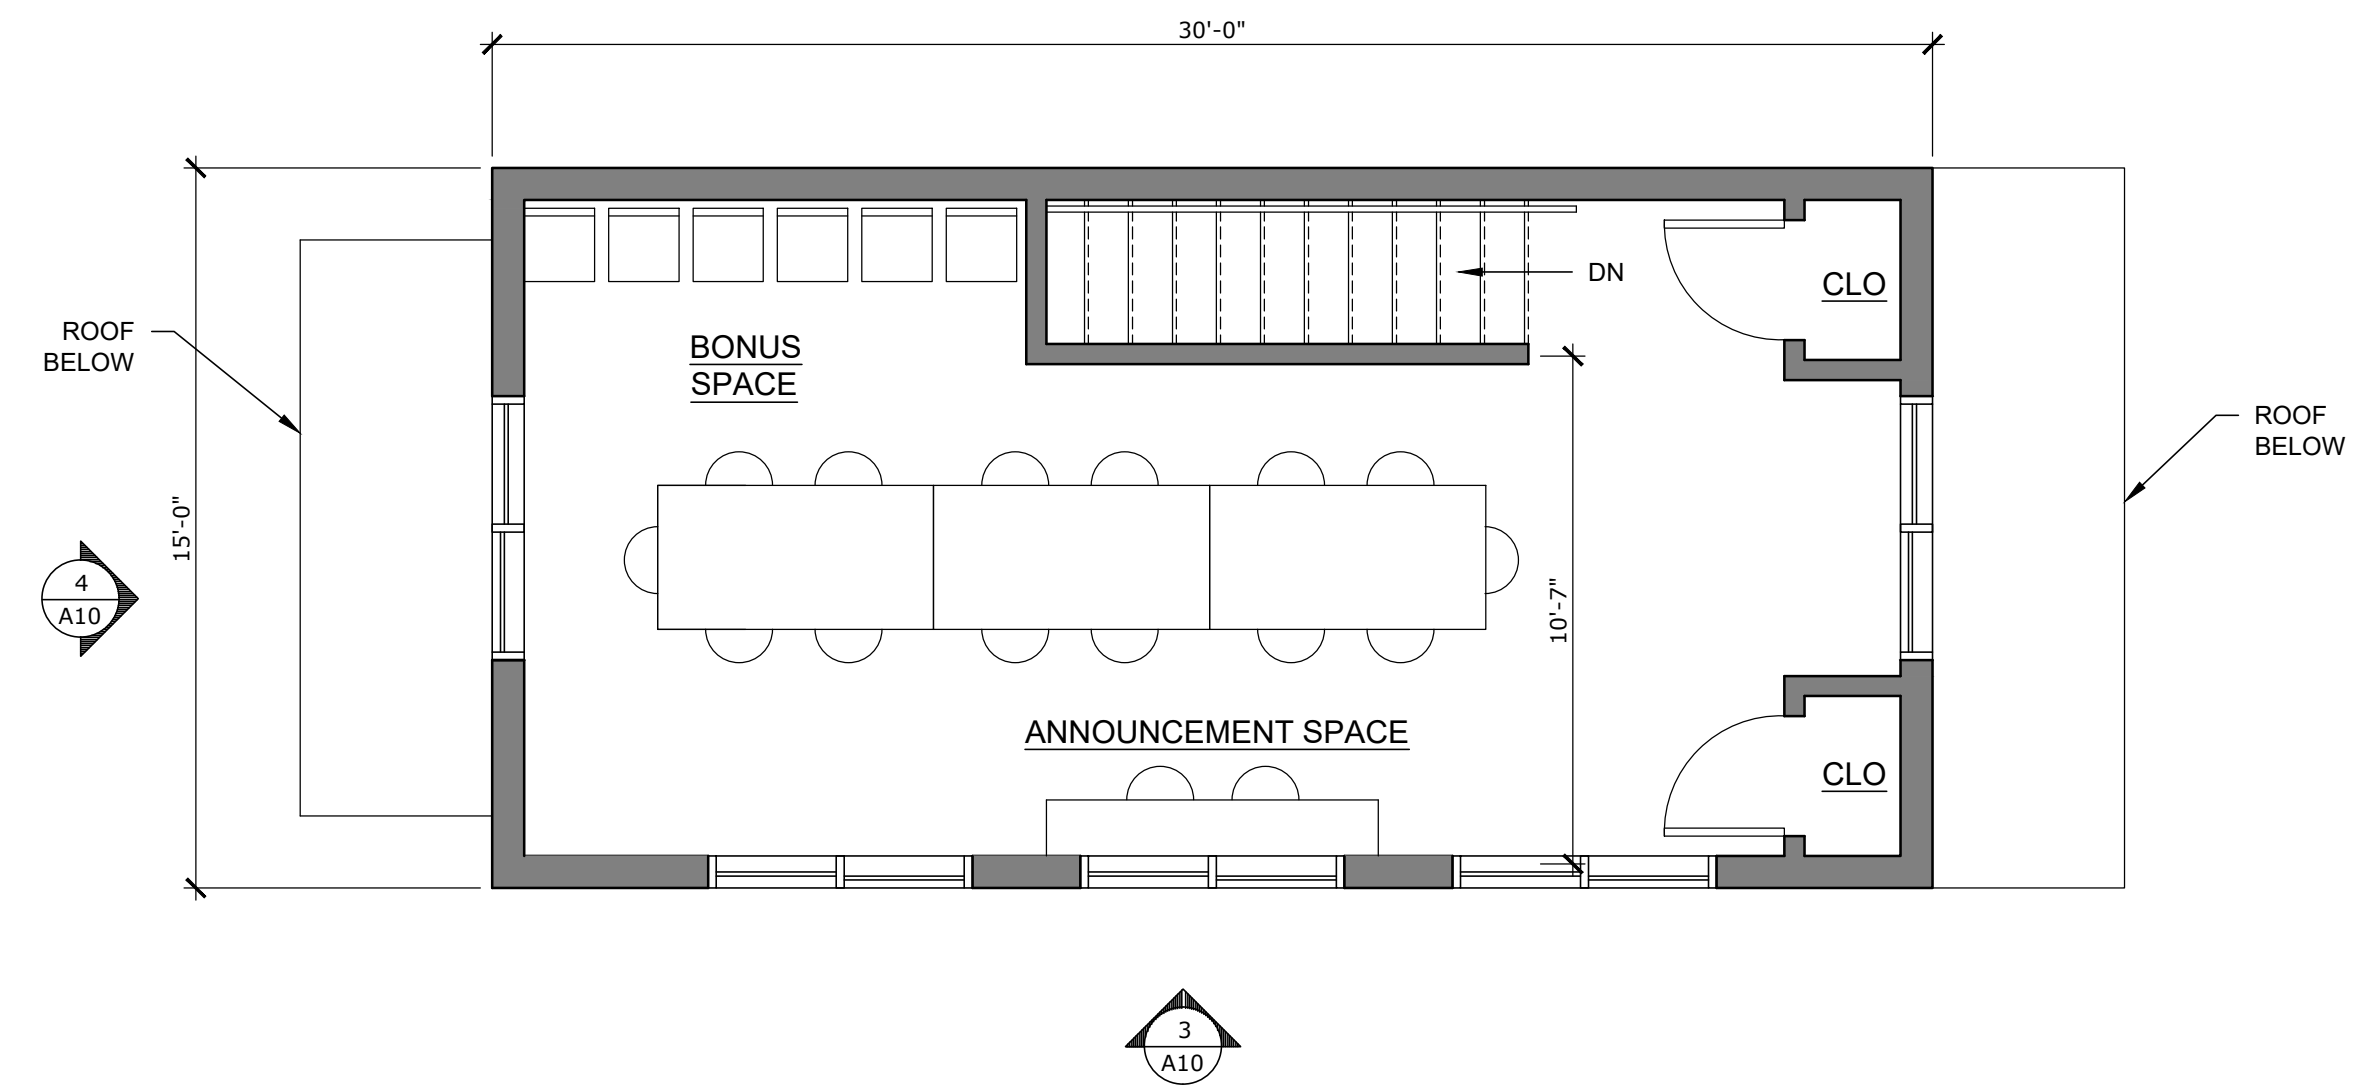 30'-0"
CLO
DN
ROOF
BELOW
BONUS
SPACE
ROOF
BELOW
15'-0"
4
A10
10'-7"
ANNOUNCEMENT SPACE
CLO
3
A10